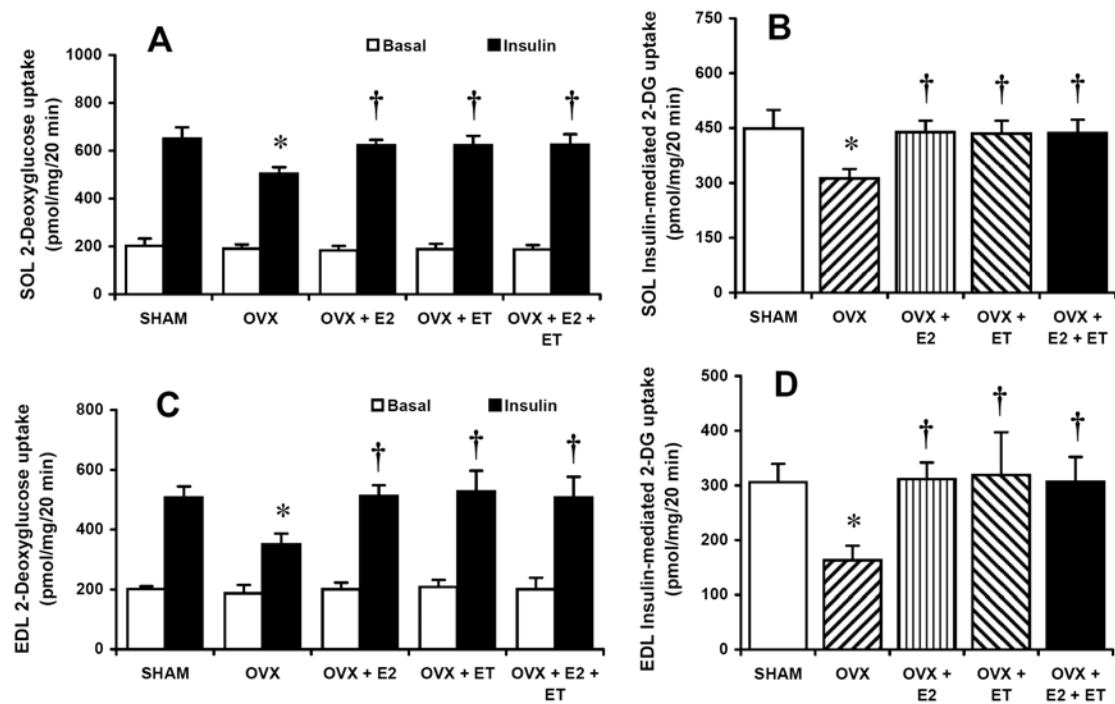 A
Basal
Insulin
SOL 2-Deoxyglucose uptake
(pmol/mg/20 min)
1000
800
600
400
200
0
*
†
†
†
SHAM
OVX
OVX + E2
OVX + ET
OVX + E2 +
ET
B
SOL Insulin-mediated 2-DG uptake
(pmol/mg/20 min)
750
600
450
300
150
0
*
†
†
†
SHAM
OVX
OVX +
E2
OVX +
ET
OVX +
E2 + ET
C
Basal
Insulin
EDL 2-Deoxyglucose uptake
(pmol/mg/20 min)
800
600
400
200
0
*
†
†
†
SHAM
OVX
OVX + E2
OVX + ET
OVX + E2 +
ET
D
EDL Insulin-mediated 2-DG uptake
(pmol/mg/20 min)
500
400
300
200
100
0
*
†
†
†
SHAM
OVX
OVX +
E2
OVX +
ET
OVX +
E2 + ET